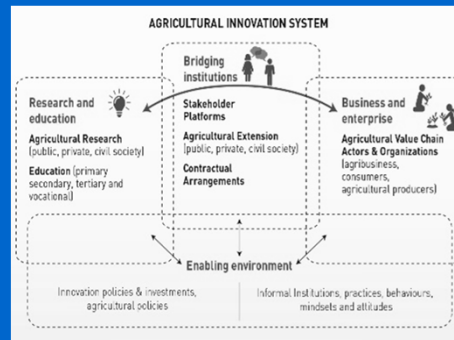 AGRICULTURAL INNOVATION SYSTEM
Bridging
institutions
Research and
education
Agricultural Research
(public, private, civil society)
Education (primary
secondary, tertiary and
vocational)
Stakeholder
Platforms
Agricultural Extension
(public, private, civil society)
Contractual
Arrangements
Business and
enterprise
Agricultural Value Chain
Actors & Organizations
(agribusiness,
consumers,
agricultural producers)
Enabling environment
Innovation policies & investments,
agricultural policies
Informal Institutions, practices, behaviours,
mindsets and attitudes